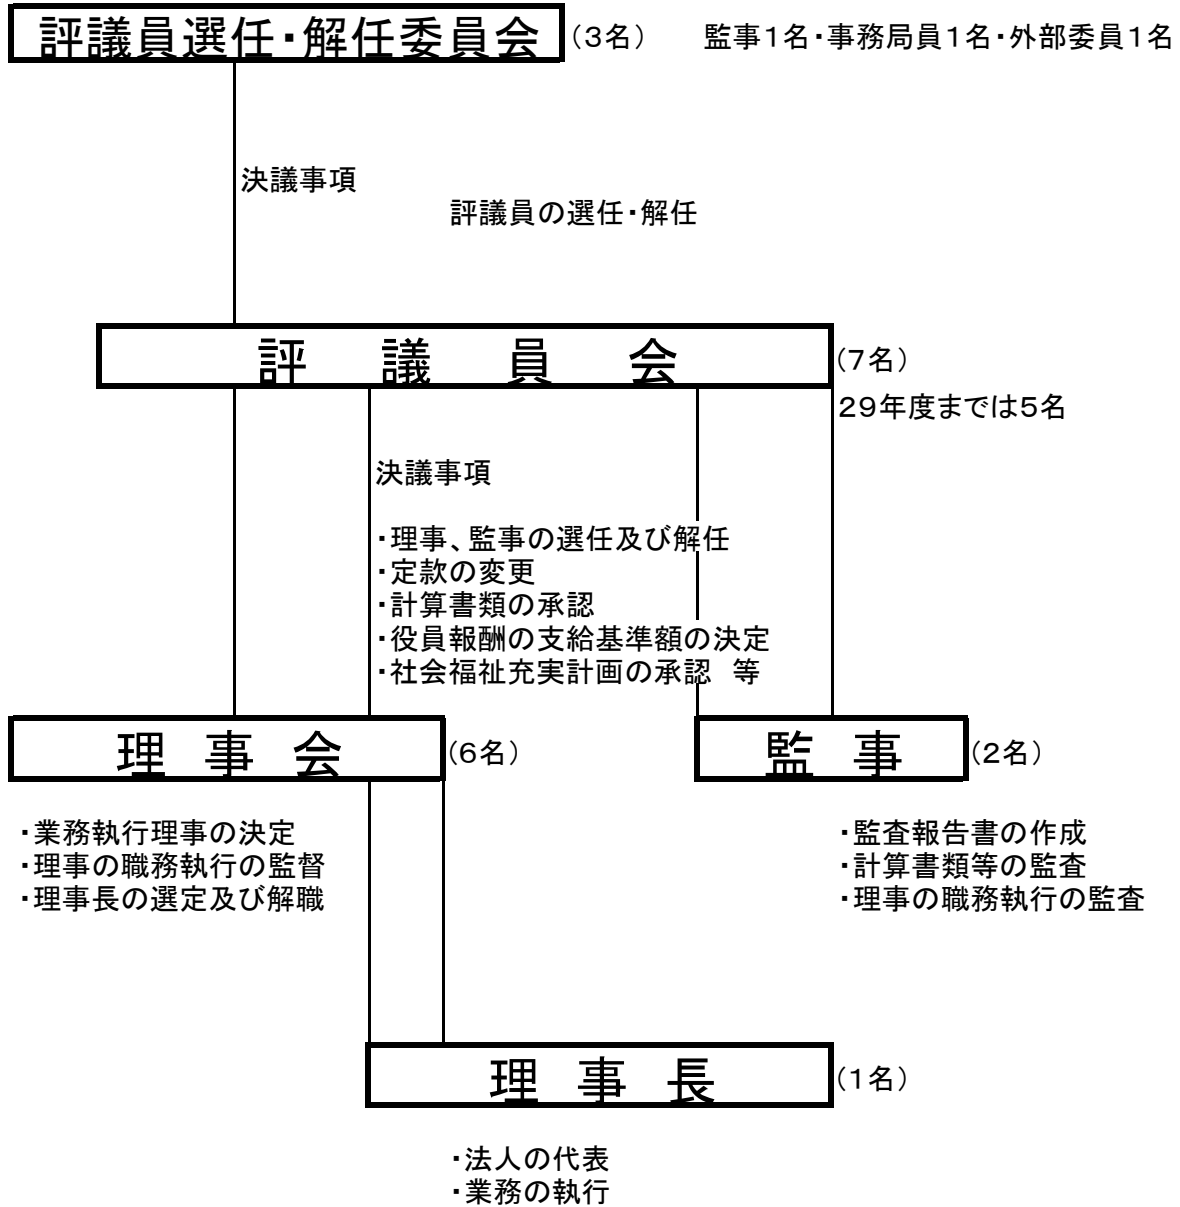 評議員選任・解任委員会 (3名) 監事1名・事務局員1名・外部委員1名
決議事項
評議員の選任・解任
評 議 員 会 (7名)
29年度までは5名
決議事項
・理事、監事の選任及び解任
・定款の変更
・計算書類の承認
・役員報酬の支給基準額の決定
・社会福祉充実計画の承認 等
理 事 会 (6名)
監 事 (2名)
・業務執行理事の決定
・理事の職務執行の監督
・理事長の選定及び解職
・監査報告書の作成
・計算書類等の監査
・理事の職務執行の監査
理 事 長 (1名)
・法人の代表
・業務の執行